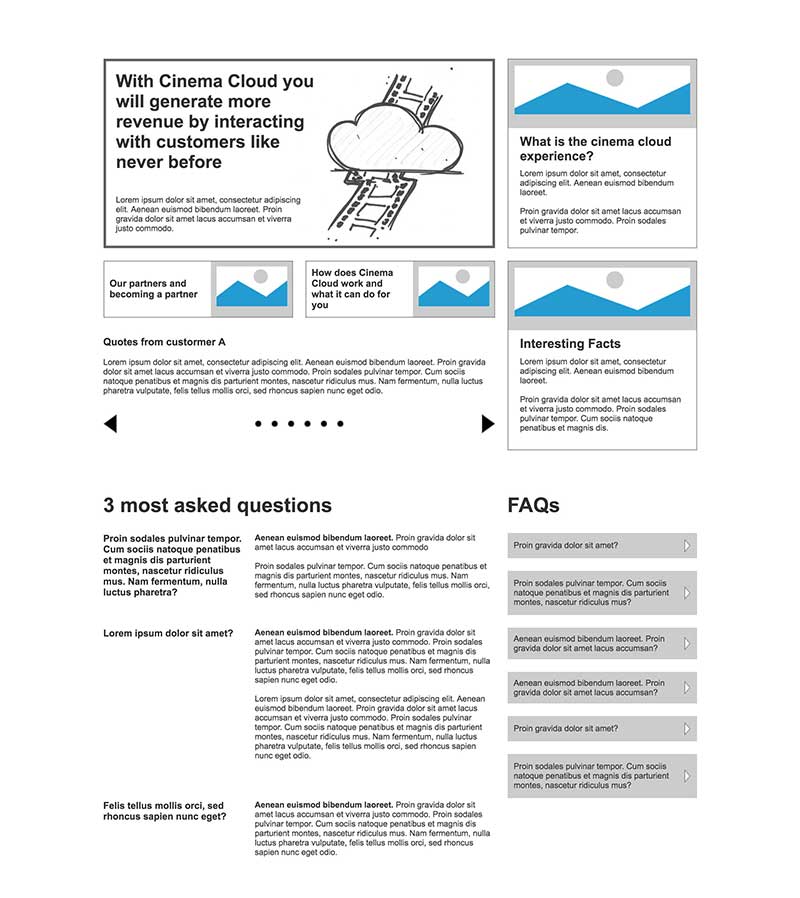 With Cinema Cloud you
will generate more
revenue by interacting
with customers like
never before
Lorem ipsum dolor sit amet, consectetur adipiscing
elit. Aenean euismod bibendum laoreet. Proin
gravida dolor sit amet lacus accumsan et viverra
justo commodo.
What is the cinema cloud
experience?
Lorem ipsum dolor sit amet, consectetur
adipiscing elit. Aenean euismod bibendum
laoreet.
Proin gravida dolor sit amet lacus accumsan
et viverra justo commodo. Proin sodales
pulvinar tempor.
Our partners and
becoming a partner
How does Cinema
Cloud work and
what it can do for
you
Quotes from custormer A
Lorem ipsum dolor sit amet, consectetur adipiscing elit. Aenean euismod bibendum laoreet. Proin gravida
dolor sit amet lacus accumsan et viverra justo commodo. Proin sodales pulvinar tempor. Cum sociis
natoque penatibus et magnis dis parturient montes, nascetur ridiculus mus. Nam fermentum, nulla luctus
pharetra vulputate, felis tellus mollis orci, sed rhoncus sapien nunc eget odio.
Interesting Facts
Lorem ipsum dolor sit amet, consectetur
adipiscing elit. Aenean euismod bibendum
laoreet.
Proin gravida dolor sit amet lacus accumsan
et viverra justo commodo. Proin sodales
pulvinar tempor. Cum sociis natoque
penatibus et magnis dis.
3 most asked questions
Proin sodales pulvinar tempor.
Cum sociis natoque penatibus
et magnis dis parturient
montes, nascetur ridiculus
mus. Nam fermentum, nulla
luctus pharetra?
Aenean euismod bibendum laoreet. Proin gravida dolor sit
amet lacus accumsan et viverra justo commodo
Proin sodales pulvinar tempor. Cum sociis natoque penatibus et
magnis dis parturient montes, nascetur ridiculus mus. Nam
fermentum, nulla luctus pharetra vulputate, felis tellus mollis orci,
sed rhoncus sapien nunc eget odio.
Lorem ipsum dolor sit amet?
Aenean euismod bibendum laoreet. Proin gravida dolor sit
amet lacus accumsan et viverra justo commodo. Proin sodales
pulvinar tempor. Cum sociis natoque penatibus et magnis dis
parturient montes, nascetur ridiculus mus. Nam fermentum, nulla
luctus pharetra vulputate, felis tellus mollis orci, sed rhoncus
sapien nunc eget odio.
Lorem ipsum dolor sit amet, consectetur adipiscing elit. Aenean
euismod bibendum laoreet. Proin gravida dolor sit amet lacus
accumsan et viverra justo commodo. Proin sodales pulvinar
tempor. Cum sociis natoque penatibus et magnis dis parturient
montes, nascetur ridiculus mus. Nam fermentum, nulla luctus
pharetra vulputate, felis tellus mollis orci, sed rhoncus sapien
nunc eget odio.
Felis tellus mollis orci, sed
rhoncus sapien nunc eget?
Aenean euismod bibendum laoreet. Proin gravida dolor sit
amet lacus accumsan et viverra justo commodo. Proin sodales
pulvinar tempor. Cum sociis natoque penatibus et magnis dis
parturient montes, nascetur ridiculus mus. Nam fermentum, nulla
luctus pharetra vulputate, felis tellus mollis orci, sed rhoncus
sapien nunc eget odio.
FAQs
Proin gravida dolor sit amet?
Proin sodales pulvinar tempor. Cum sociis
natoque penatibus et magnis dis parturient
montes, nascetur ridiculus mus?
Aenean euismod bibendum laoreet. Proin
gravida dolor sit amet lacus accumsan?
Aenean euismod bibendum laoreet. Proin
gravida dolor sit amet lacus accumsan?
Proin gravida dolor sit amet?
Proin sodales pulvinar tempor. Cum sociis
natoque penatibus et magnis dis parturient
montes, nascetur ridiculus mus?